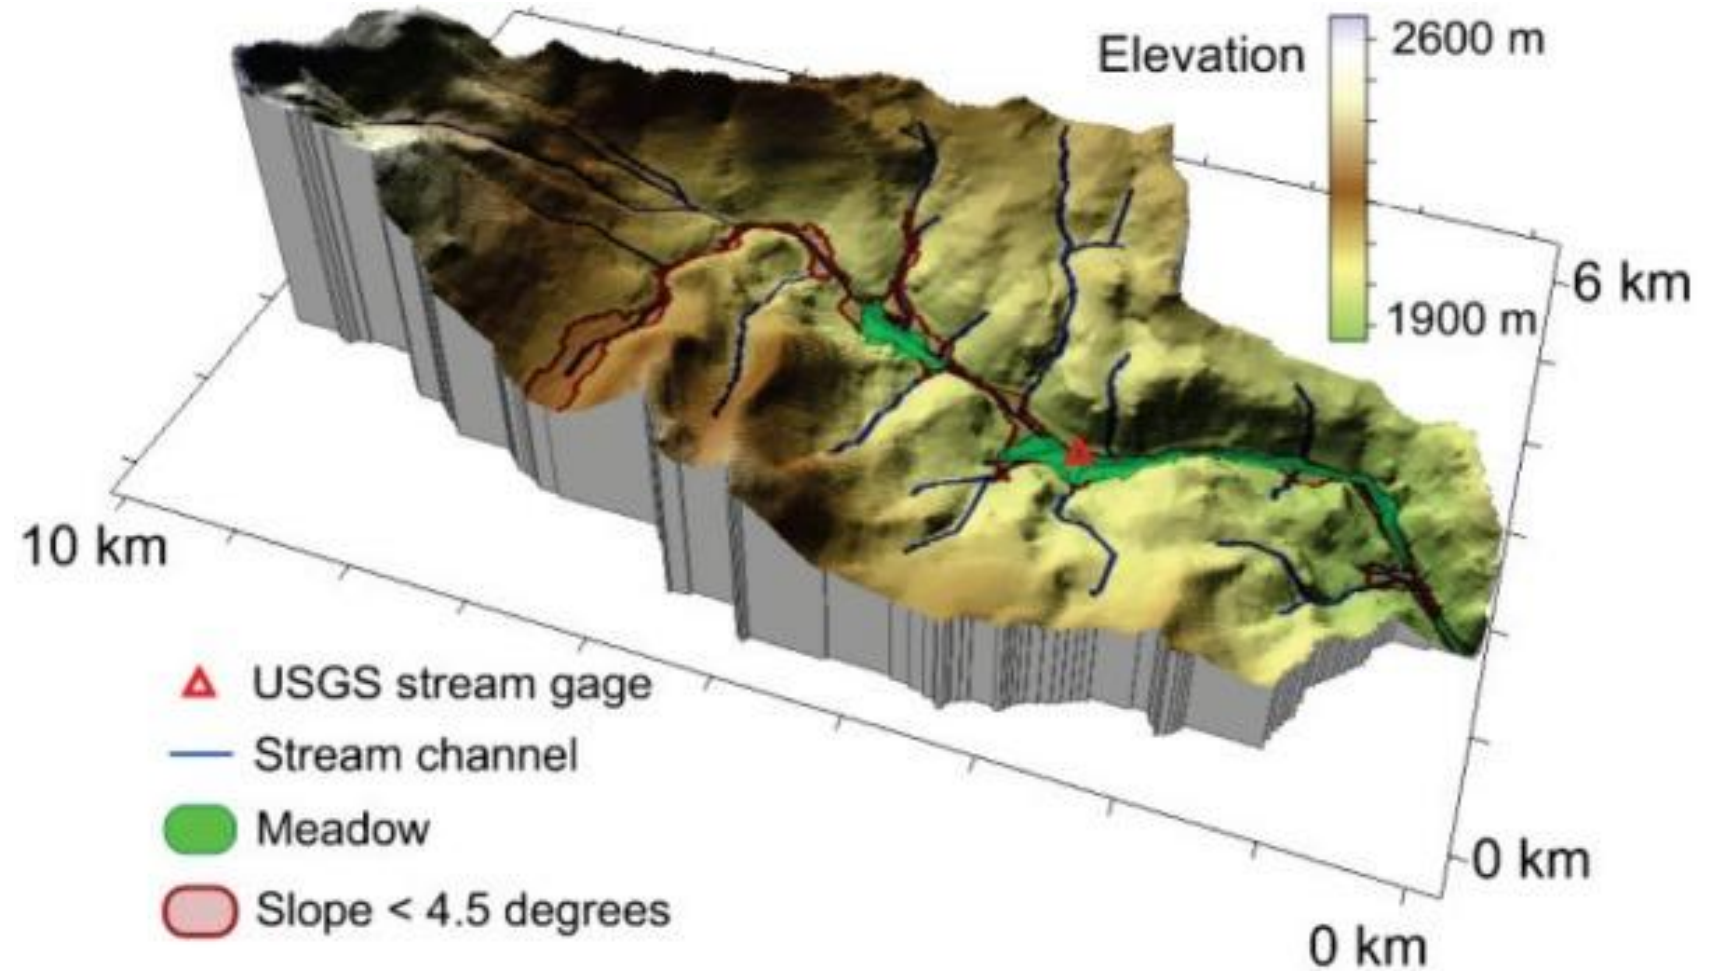 Elevation
2600 m
1900 m
6 km
10 km
0 km
0 km
USGS stream gage
Stream channel
Meadow
Slope < 4.5 degrees